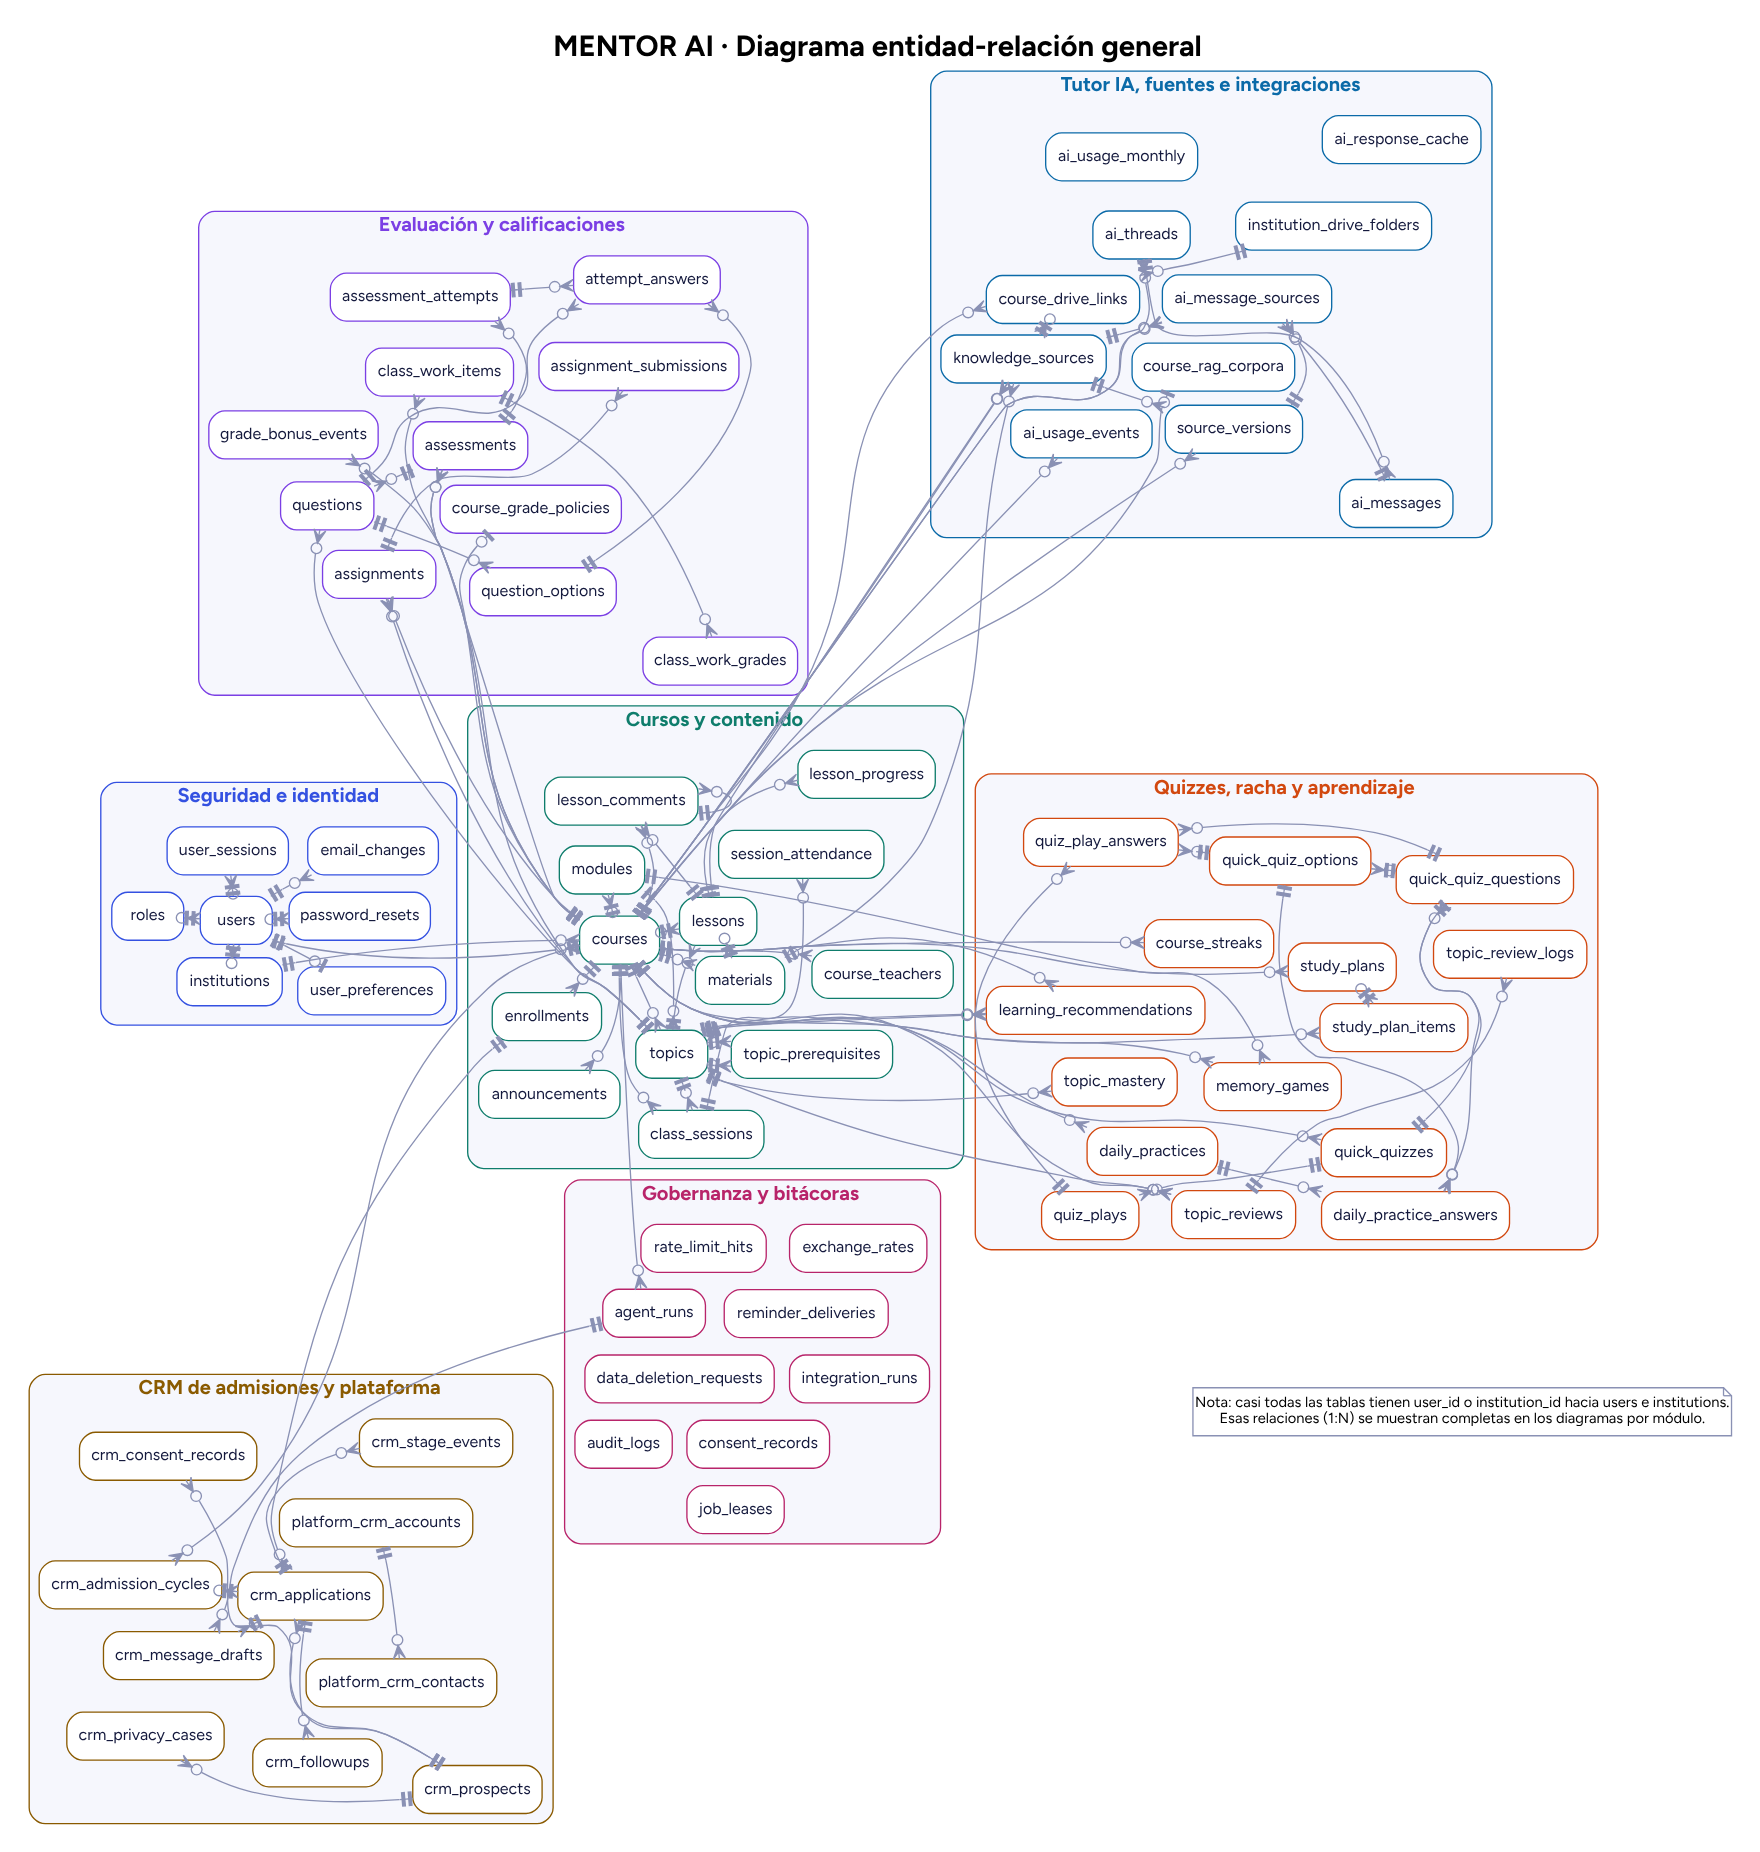 MENTOR AI · Diagrama entidad-relación general
Tutor IA, fuentes e integraciones
ai_response_cache
ai_usage_monthly
institution_drive_folders
ai_threads
course_drive_links
ai_message_sources
knowledge_sources
course_rag_corpora
ai_usage_events
source_versions
ai_messages
Evaluación y calificaciones
attempt_answers
assessment_attempts
class_work_items
assignment_submissions
grade_bonus_events
assessments
questions
course_grade_policies
assignments
question_options
class_work_grades
Cursos y contenido
lesson_progress
lesson_comments
modules
session_attendance
lessons
courses
materials
course_teachers
enrollments
topics
topic_prerequisites
announcements
class_sessions
Seguridad e identidad
user_sessions
email_changes
roles
users
password_resets
institutions
user_preferences
Quizzes, racha y aprendizaje
quiz_play_answers
quick_quiz_options
quick_quiz_questions
course_streaks
study_plans
topic_review_logs
learning_recommendations
study_plan_items
topic_mastery
memory_games
daily_practices
quick_quizzes
quiz_plays
topic_reviews
daily_practice_answers
Gobernanza y bitácoras
rate_limit_hits
exchange_rates
agent_runs
reminder_deliveries
data_deletion_requests
integration_runs
audit_logs
consent_records
job_leases
CRM de admisiones y plataforma
crm_stage_events
crm_consent_records
platform_crm_accounts
crm_admission_cycles
crm_applications
crm_message_drafts
platform_crm_contacts
crm_privacy_cases
crm_followups
crm_prospects
Nota: casi todas las tablas tienen user_id o institution_id hacia users e institutions.
Esas relaciones (1:N) se muestran completas en los diagramas por módulo.